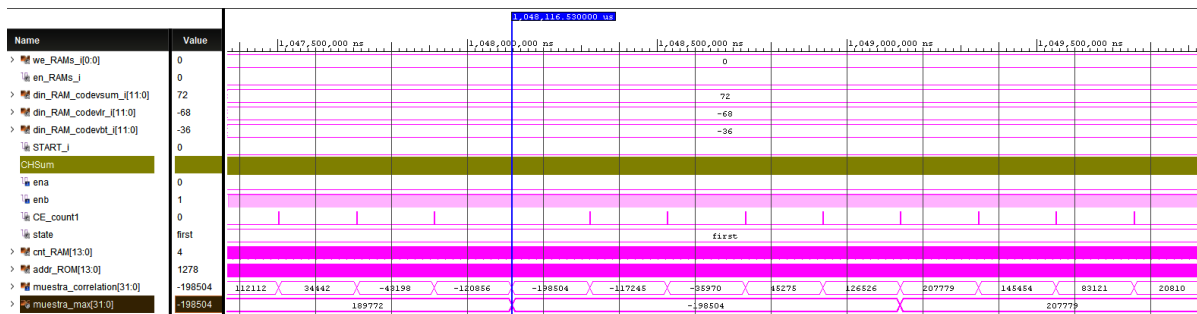 1,048,116.530000 us
Name Value
1,047,500,000 ns 1,048,000,000 ns 1,048,500,000 ns 1,049,000,000 ns 1,049,500,000 ns
we_RAMs_i[0:0] 0 0
en_RAMs_i 0
din_RAM_codevsum_i[11:0] 72 72
din_RAM_codevlr_i[11:0] -68 -68
din_RAM_codevbt_i[11:0] -36 -36
START_i 0
CHSum
ena 0
enb 1
CE_count1 0
state first first
cnt_RAM[13:0] 4
addr_ROM[13:0] 1278
muestra_correlation[31:0] -198504 112112 34442 -43198 -120856 -198504 -117245 -35970 45275 126526 207779 145454 83121 20810
muestra_max[31:0] -198504 189772 -198504 207779